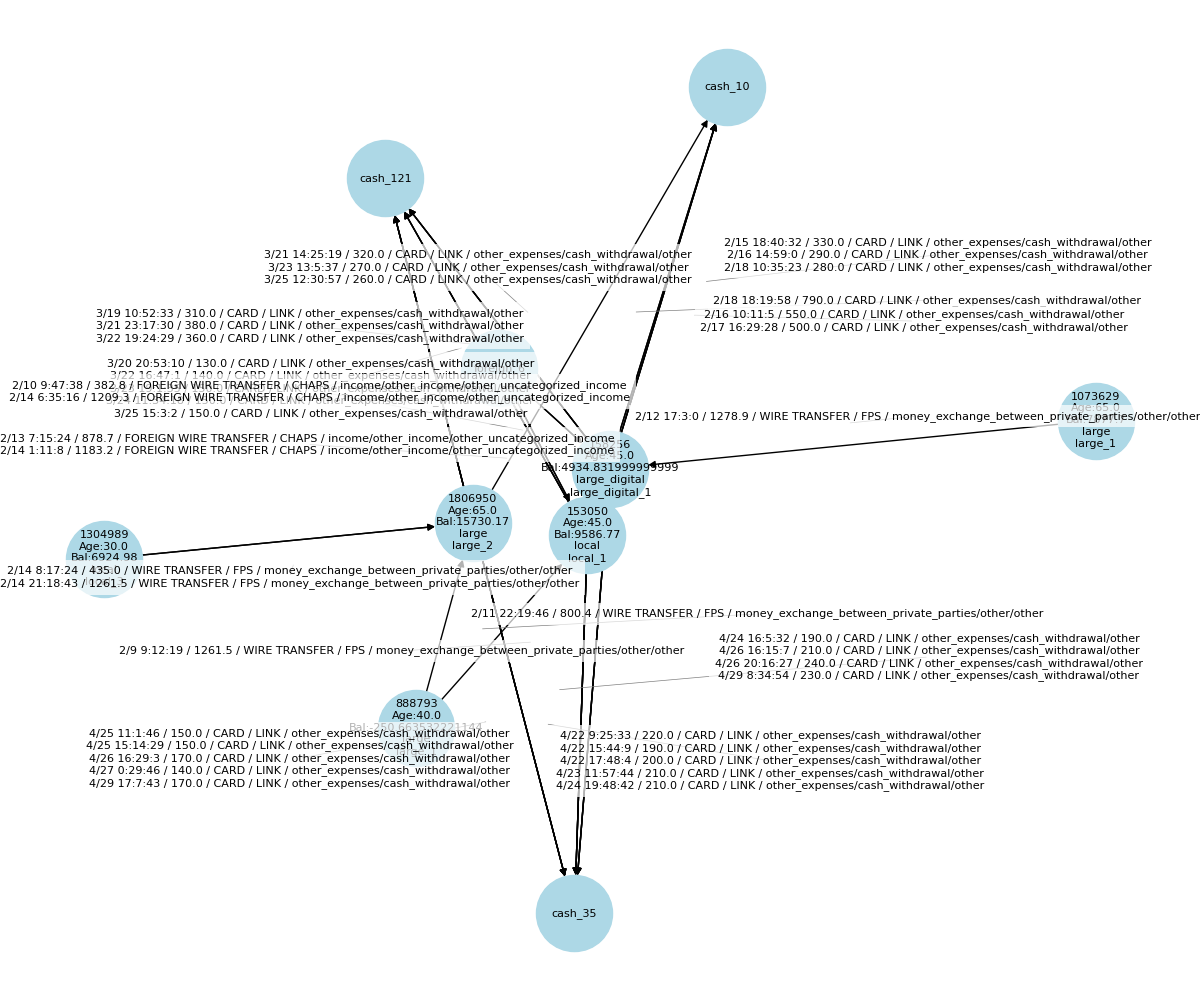 cash_10
cash_121
2/15 18:40:32 / 330.0 / CARD / LINK / other_expenses/cash_withdrawal/other
2/16 14:59:0 / 290.0 / CARD / LINK / other_expenses/cash_withdrawal/other
2/18 10:35:23 / 280.0 / CARD / LINK / other_expenses/cash_withdrawal/other
3/21 14:25:19 / 320.0 / CARD / LINK / other_expenses/cash_withdrawal/other
3/23 13:5:37 / 270.0 / CARD / LINK / other_expenses/cash_withdrawal/other
3/25 12:30:57 / 260.0 / CARD / LINK / other_expenses/cash_withdrawal/other
2/18 18:19:58 / 790.0 / CARD / LINK / other_expenses/cash_withdrawal/other
2/16 10:11:5 / 550.0 / CARD / LINK / other_expenses/cash_withdrawal/other
2/17 16:29:28 / 500.0 / CARD / LINK / other_expenses/cash_withdrawal/other
3/19 10:52:33 / 310.0 / CARD / LINK / other_expenses/cash_withdrawal/other
3/21 23:17:30 / 380.0 / CARD / LINK / other_expenses/cash_withdrawal/other
3/22 19:24:29 / 360.0 / CARD / LINK / other_expenses/cash_withdrawal/other
3/20 20:53:10 / 130.0 / CARD / LINK / other_expenses/cash_withdrawal/other
3/22 16:47:1 / 140.0 / CARD / LINK / other_expenses/cash_withdrawal/other
2/10 9:47:38 / 382.8 / FOREIGN WIRE TRANSFER / CHAPS / income/other_income/other_uncategorized_income
2/14 6:35:16 / 1209.3 / FOREIGN WIRE TRANSFER / CHAPS / income/other_income/other_uncategorized_income
3/25 15:3:2 / 150.0 / CARD / LINK / other_expenses/cash_withdrawal/other
2/13 7:15:24 / 878.7 / FOREIGN WIRE TRANSFER / CHAPS / income/other_income/other_uncategorized_income
2/14 1:11:8 / 1183.2 / FOREIGN WIRE TRANSFER / CHAPS / income/other_income/other_uncategorized_income
1073629
Age:65.0
2/12 17:3:0 / 1278.9 / WIRE TRANSFER / FPS / money_exchange_between_private_parties/other/other
large
large_1
Age:45.0
Bal:4934.831999999999
large_digital
large_digital_1
1806950
Age:65.0
Bal:15730.17
large
large_2
153050
Age:45.0
Bal:9586.77
local
local_1
1304989
Age:30.0
Bal:6924.98
2/14 8:17:24 / 435.0 / WIRE TRANSFER / FPS / money_exchange_between_private_parties/other/other
2/14 21:18:43 / 1261.5 / WIRE TRANSFER / FPS / money_exchange_between_private_parties/other/other
2/11 22:19:46 / 800.4 / WIRE TRANSFER / FPS / money_exchange_between_private_parties/other/other
2/9 9:12:19 / 1261.5 / WIRE TRANSFER / FPS / money_exchange_between_private_parties/other/other
4/24 16:5:32 / 190.0 / CARD / LINK / other_expenses/cash_withdrawal/other
4/26 16:15:7 / 210.0 / CARD / LINK / other_expenses/cash_withdrawal/other
4/26 20:16:27 / 240.0 / CARD / LINK / other_expenses/cash_withdrawal/other
4/29 8:34:54 / 230.0 / CARD / LINK / other_expenses/cash_withdrawal/other
888793
Age:40.0
Bal:-250.663532221144
4/25 11:1:46 / 150.0 / CARD / LINK / other_expenses/cash_withdrawal/other
4/25 15:14:29 / 150.0 / CARD / LINK / other_expenses/cash_withdrawal/other
4/26 16:29:3 / 170.0 / CARD / LINK / other_expenses/cash_withdrawal/other
4/27 0:29:46 / 140.0 / CARD / LINK / other_expenses/cash_withdrawal/other
4/29 17:7:43 / 170.0 / CARD / LINK / other_expenses/cash_withdrawal/other
4/22 9:25:33 / 220.0 / CARD / LINK / other_expenses/cash_withdrawal/other
4/22 15:44:9 / 190.0 / CARD / LINK / other_expenses/cash_withdrawal/other
4/22 17:48:4 / 200.0 / CARD / LINK / other_expenses/cash_withdrawal/other
4/23 11:57:44 / 210.0 / CARD / LINK / other_expenses/cash_withdrawal/other
4/24 19:48:42 / 210.0 / CARD / LINK / other_expenses/cash_withdrawal/other
cash_35